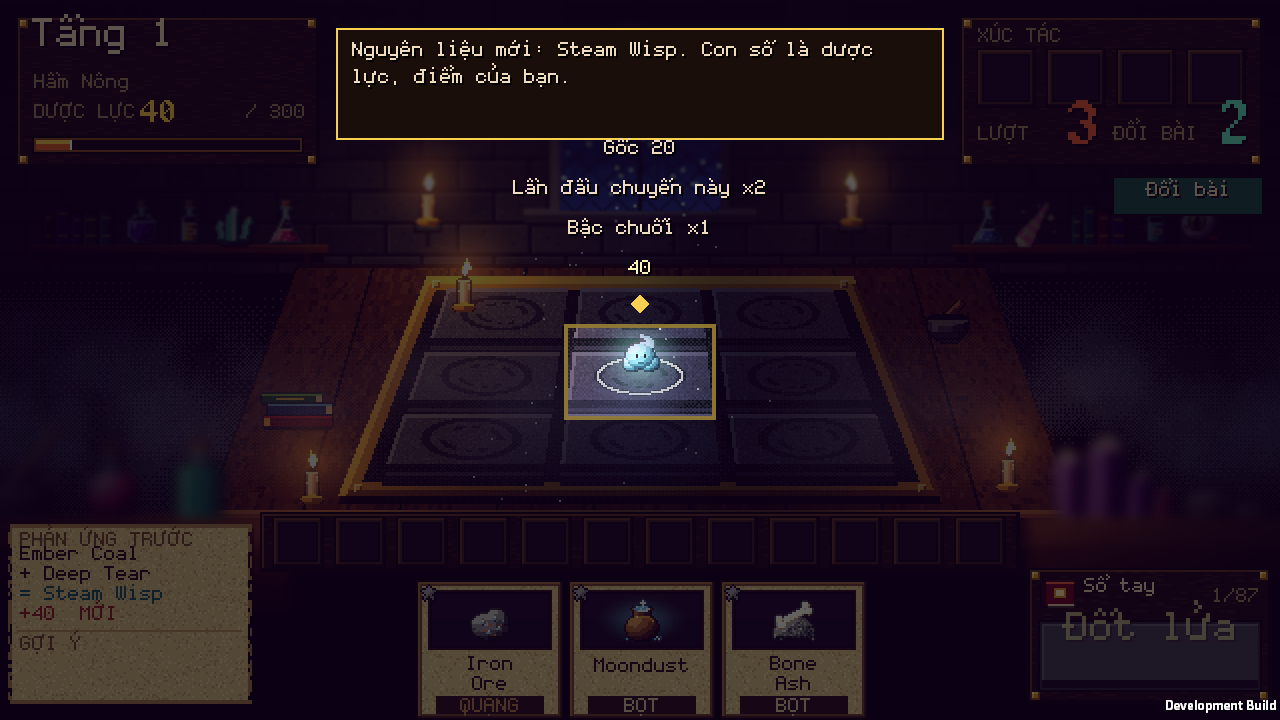 Tầng 1
Hầm Nông
DƯỢC LỰC 40 / 300
Nguyên liệu mới: Steam Wisp. Con số là dược
lực, điểm của bạn.
Gốc 20
Lần đầu chuyến này x2
Bậc chuỗi x1
40
XÚC TÁC
LƯỢT 3 ĐỔI BÀI 2
Đổi bài
PHẢN ỨNG TRƯỚC
Ember Coal
+ Deep Tear
= Steam Wisp
+40 MỚI
GỢI Ý
Iron
Ore
QUẶNG
Moondust
BỘT
Bone
Ash
BỘT
Sổ tay
1/87
Đốt lửa
Development Build